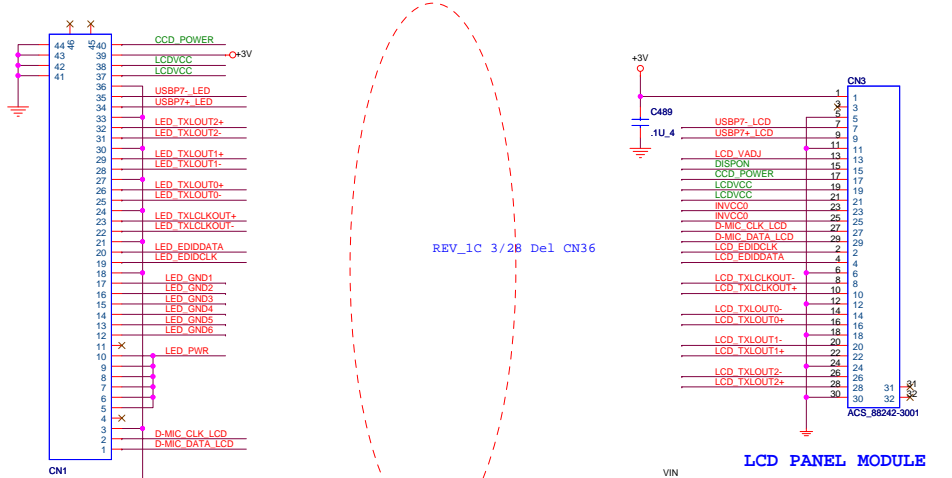 44
43
42
41
46
45
40 CCD_POWER
39 +3V
38 LCDVCC
37 LCDVCC
36
35 USBP7-_LED
34 USBP7+_LED
33
32 LED_TXLOUT2+
31 LED_TXLOUT2-
30
29 LED_TXLOUT1+
28 LED_TXLOUT1-
27
26 LED_TXLOUT0+
25 LED_TXLOUT0-
24
23 LED_TXLCLKOUT+
22 LED_TXLCLKOUT-
21
20 LED_EDIDDATA
19 LED_EDIDCLK
18
17 LED_GND1
16 LED_GND2
15 LED_GND3
14 LED_GND4
13 LED_GND5
12 LED_GND6
11
10 LED_PWR
9
8
7
6
5
4
3
2 D-MIC_CLK_LCD
1 D-MIC_DATA_LCD
CN1
REV_1C 3/28 Del CN36
+3V
C489
.1U_4
CN3
1 1
3 3
5 5
USBP7-_LCD 7 7
USBP7+_LCD 9 9
11 11
LCD_VADJ 13 13
DISPON 15 15
CCD_POWER 17 17
LCDVCC 19 19
LCDVCC 21 21
INVCC0 23 23
INVCC0 25 25
D-MIC_CLK_LCD 27 27
D-MIC_DATA_LCD 29 29
LCD_EDIDCLK 2 2
LCD_EDIDDATA 4 4
6 6
LCD_TXLCLKOUT- 8 8
LCD_TXLCLKOUT+ 10 10
12 12
LCD_TXLOUT0- 14 14
LCD_TXLOUT0+ 16 16
18 18
LCD_TXLOUT1- 20 20
LCD_TXLOUT1+ 22 22
24 24
LCD_TXLOUT2- 26 26
LCD_TXLOUT2+ 28 28 31 31
30 30 32 32
ACS_88242-3001
LCD PANEL MODULE
VIN